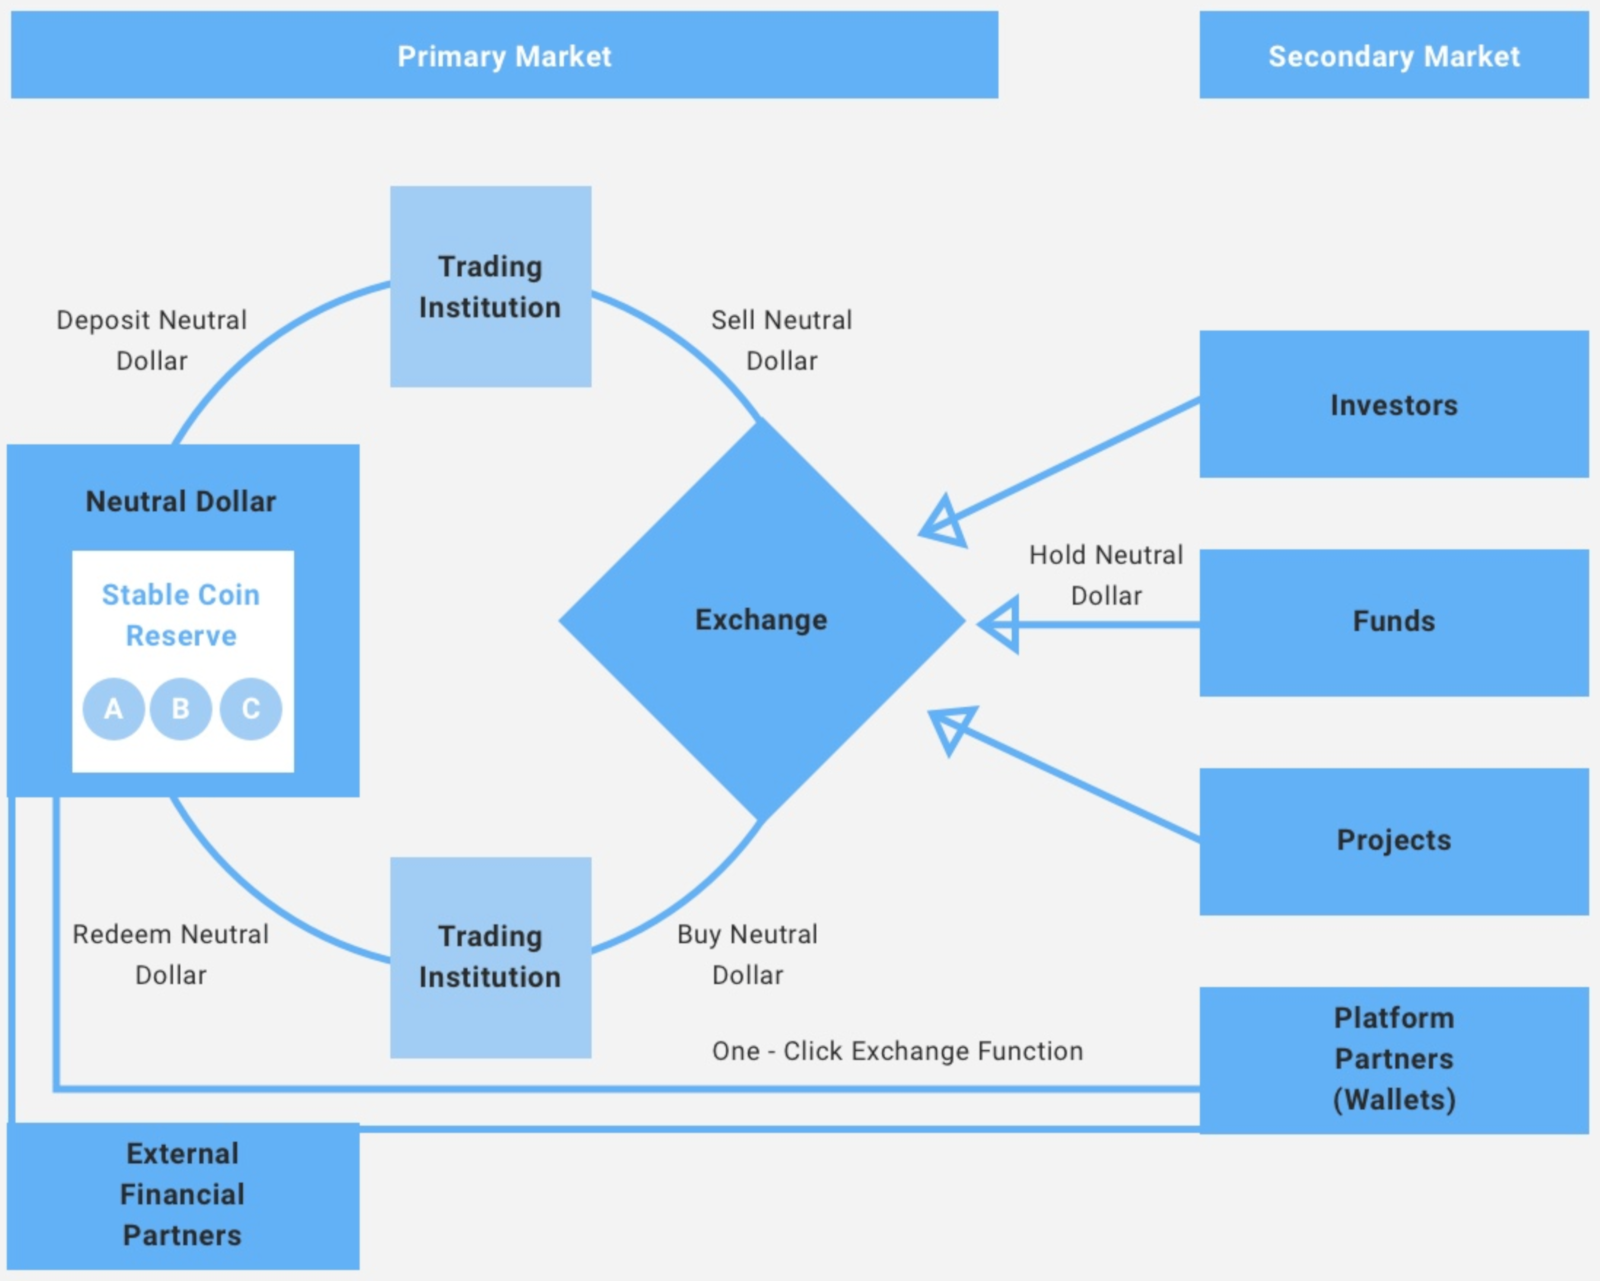 Primary Market
Secondary Market
Trading
Institution
Deposit Neutral
Dollar
Sell Neutral
Dollar
Investors
Neutral Dollar
Stable Coin
Reserve
A B C
Exchange
Hold Neutral
Dollar
Funds
Projects
Redeem Neutral
Dollar
Trading
Institution
Buy Neutral
Dollar
One - Click Exchange Function
Platform
Partners
(Wallets)
External
Financial
Partners